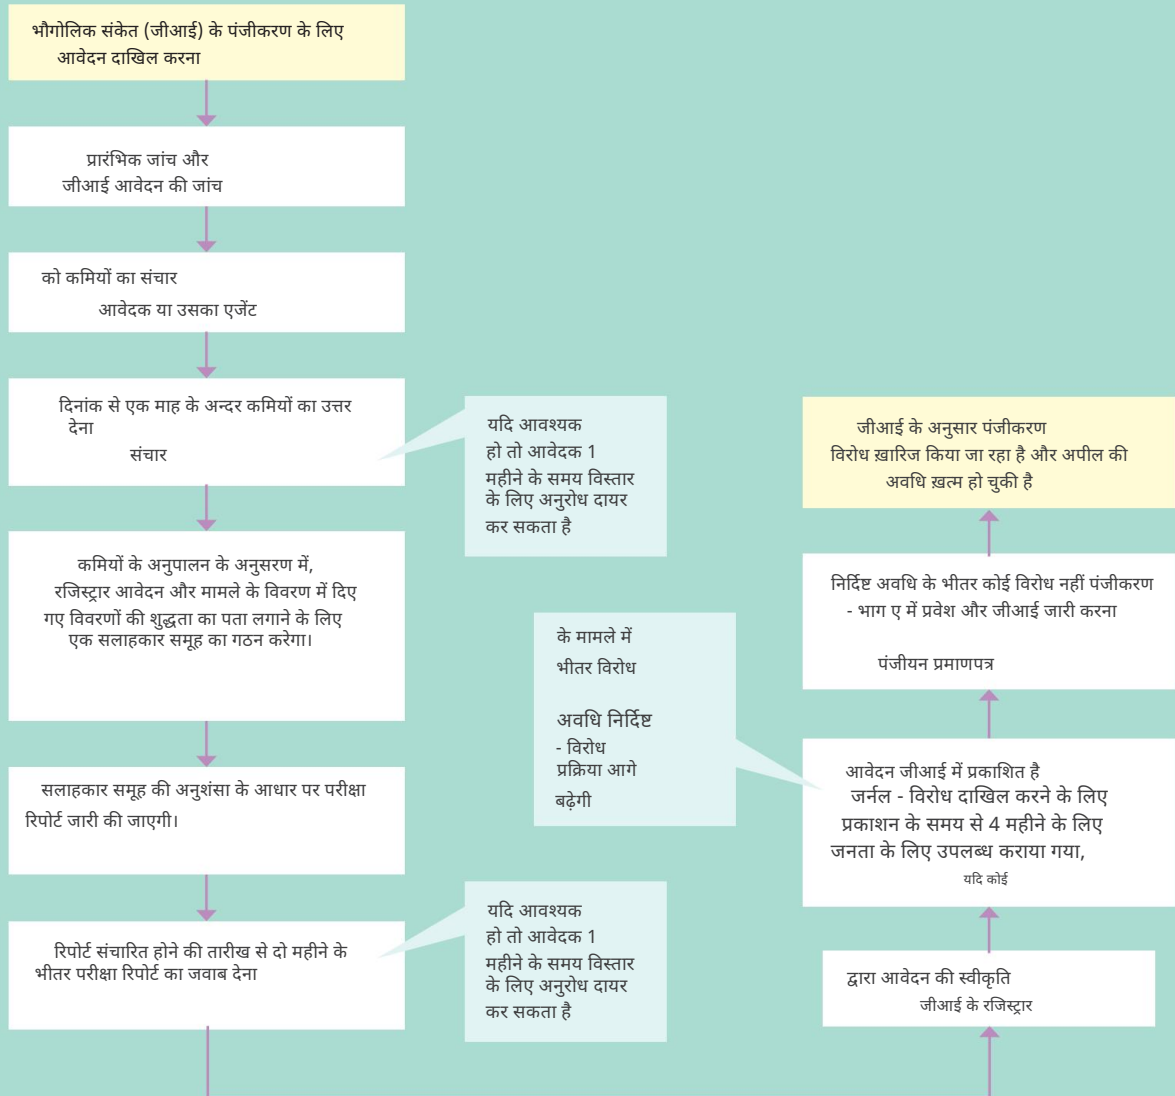 भौगोलिक संकेत (जीआई) के पंजीकरण के लिए
आवेदन दाखिल करना
प्रारंभिक जांच और
जीआई आवेदन की जांच
को कमियों का संचार
आवेदक या उसका एजेंट
दिनांक से एक माह के अन्दर कमियों का उत्तर
देना
संचार
यदि आवश्यक
हो तो आवेदक 1
महीने के समय विस्तार
के लिए अनुरोध दायर
कर सकता है
कमियों के अनुपालन के अनुसरण में,
रजिस्ट्रार आवेदन और मामले के विवरण में दिए
गए विवरणों की शुद्धता का पता लगाने के लिए
एक सलाहकार समूह का गठन करेगा।
सलाहकार समूह की अनुशंसा के आधार पर परीक्षा
रिपोर्ट जारी की जाएगी।
रिपोर्ट संचारित होने की तारीख से दो महीने के
भीतर परीक्षा रिपोर्ट का जवाब देना
यदि आवश्यक
हो तो आवेदक 1
महीने के समय विस्तार
के लिए अनुरोध दायर
कर सकता है
द्वारा आवेदन की स्वीकृति
जीआई के रजिस्ट्रार
आवेदन जीआई में प्रकाशित है
जर्नल - विरोध दाखिल करने के लिए
प्रकाशन के समय से 4 महीने के लिए
जनता के लिए उपलब्ध कराया गया,
यदि कोई
के मामले में
भीतर विरोध
अवधि निर्दिष्ट
- विरोध
प्रक्रिया आगे
बढ़ेगी
निर्दिष्ट अवधि के भीतर कोई विरोध नहीं पंजीकरण
- भाग ए में प्रवेश और जीआई जारी करना
पंजीयन प्रमाणपत्र
जीआई के अनुसार पंजीकरण
विरोध ख़ारिज किया जा रहा है और अपील की
अवधि ख़त्म हो चुकी है